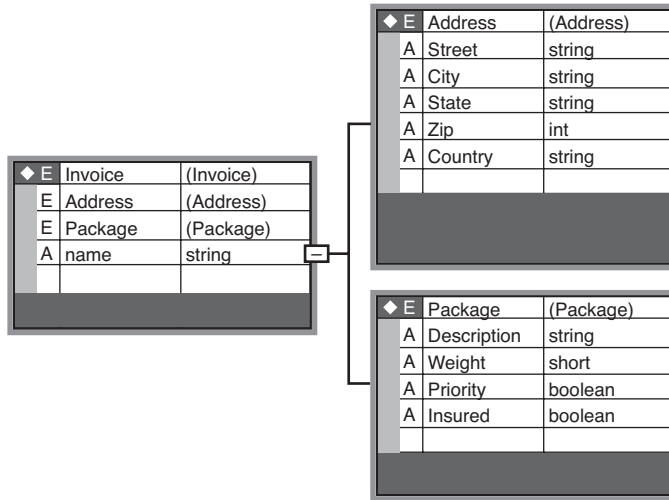 E Invoice (Invoice)
E Address (Address)
E Package (Package)
A name string
–
E Address (Address)
A Street string
A City string
A State string
A Zip int
A Country string
E Package (Package)
A Description string
A Weight short
A Priority boolean
A Insured boolean